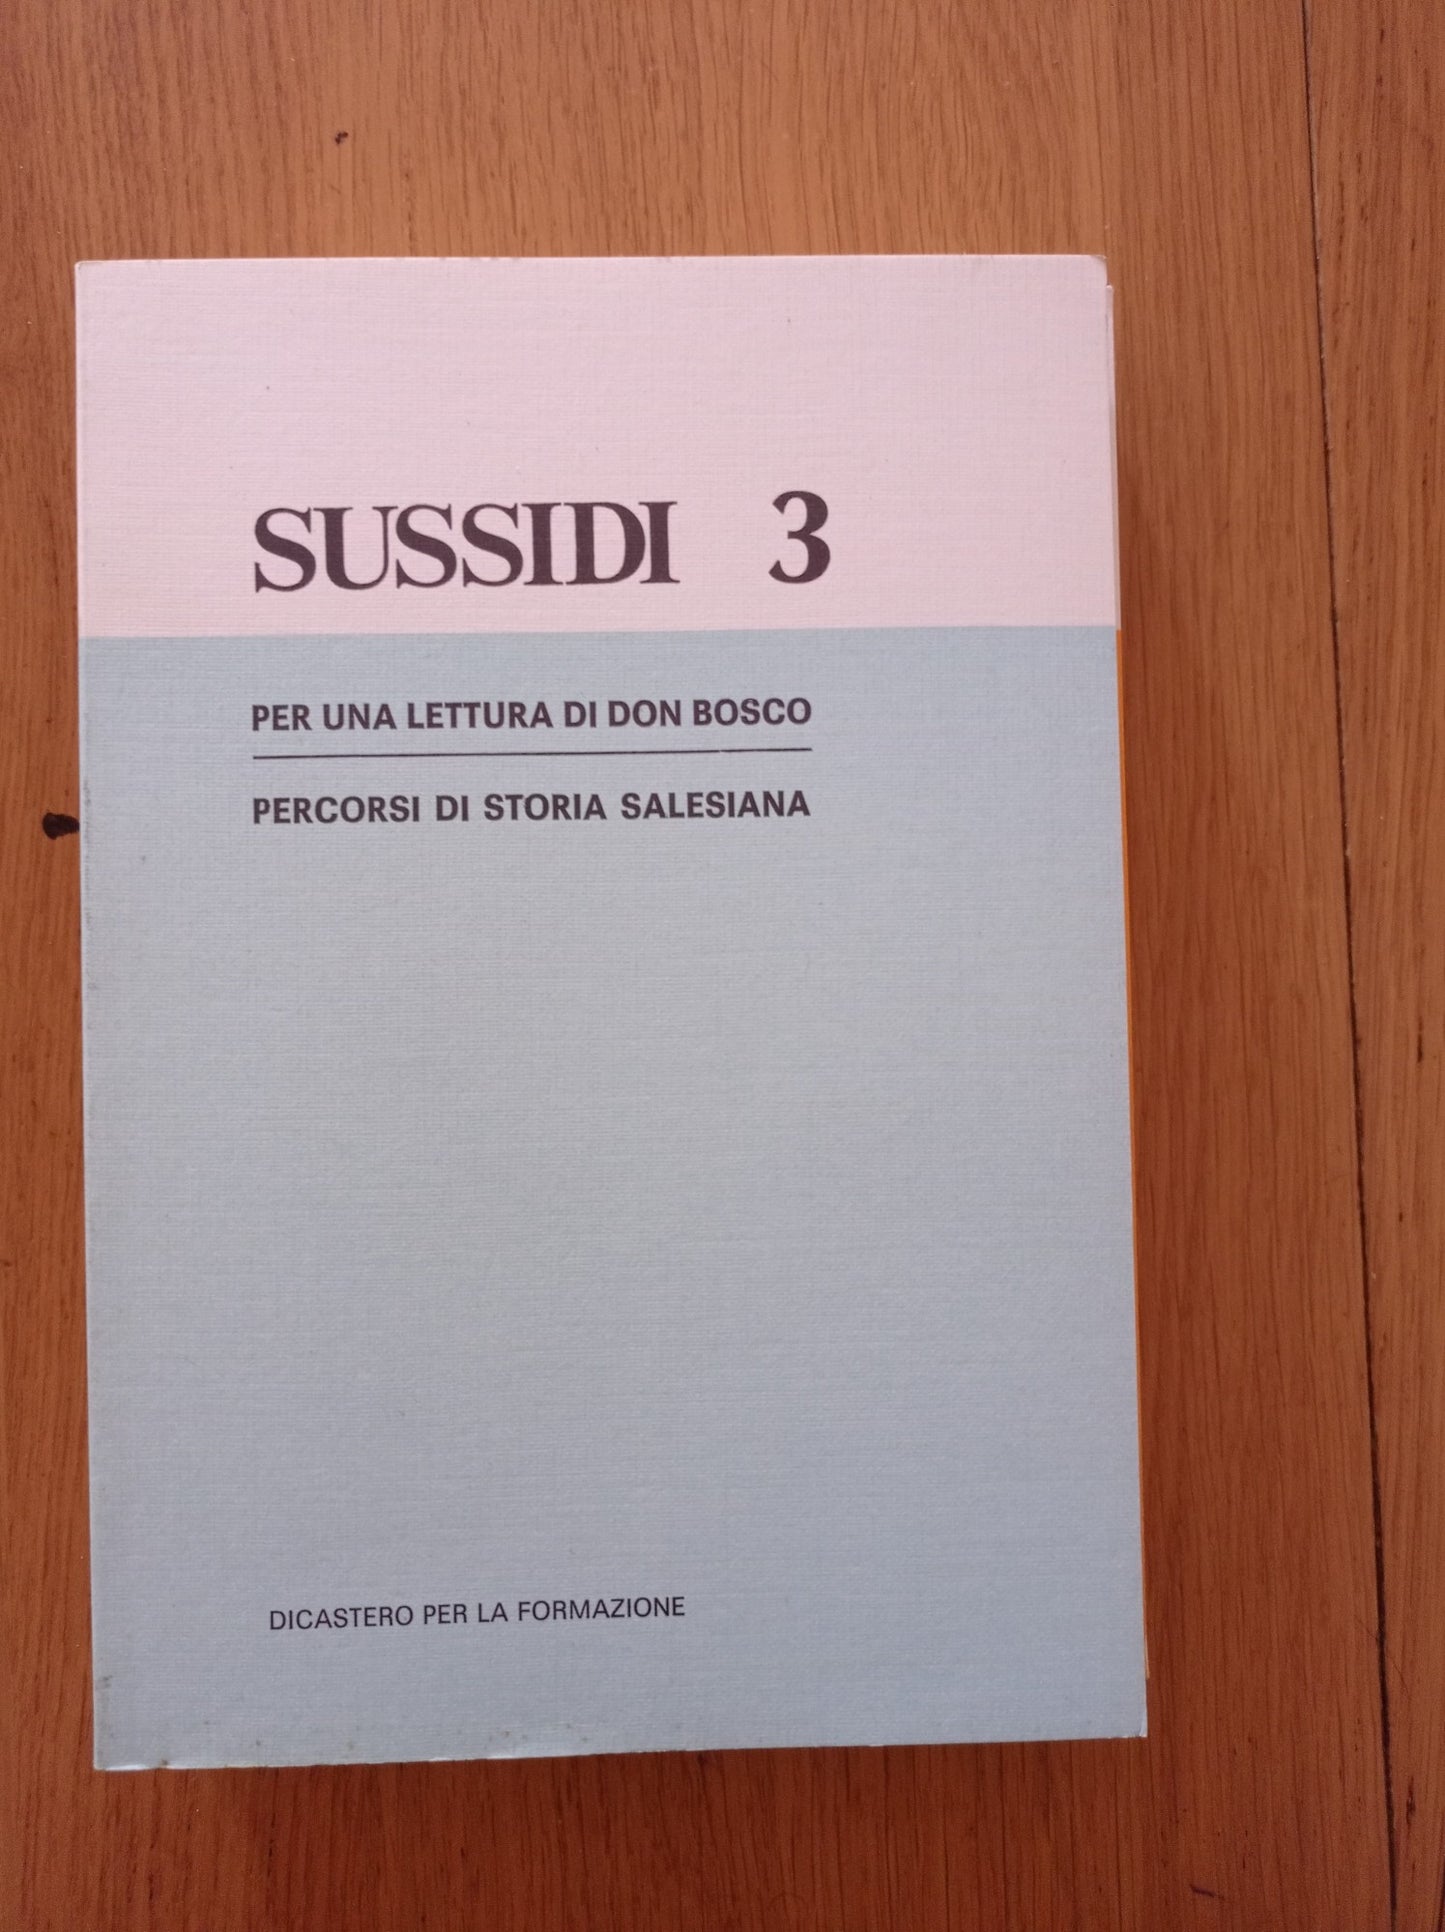 SUSSIDI 3
PER UNA LETTURA DI DON BOSCO
PERCORSI DI STORIA SALESIANA
DICASTERO PER LA FORMAZIONE